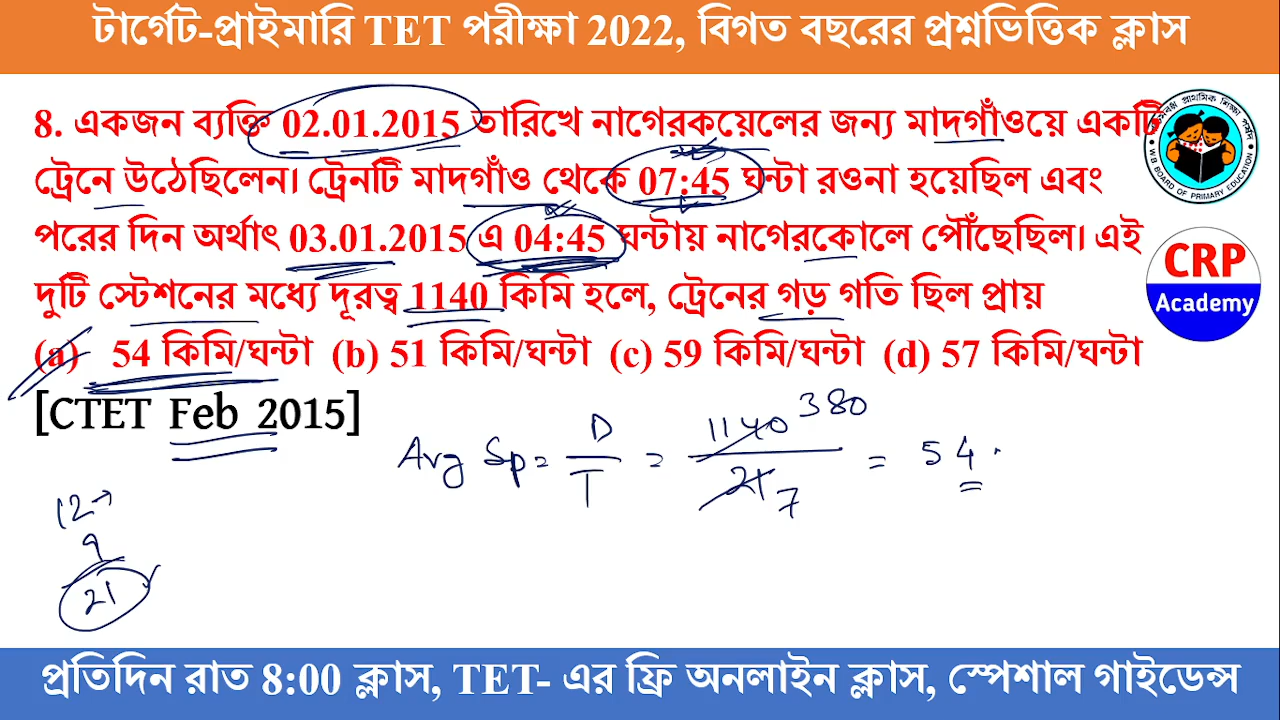 টার্গেট-প্রাইমারি TET পরীক্ষা 2022, বিগত বছরের প্রশ্নভিত্তিক ক্লাস
8. একজন ব্যক্তি 02.01.2015 তারিখে নাগেরকয়েলের জন্য মাদগাঁওয়ে একটি
ট্রেনে উঠেছিলেন। ট্রেনটি মাদগাঁও থেকে 07:45 ঘন্টা রওনা হয়েছিল এবং
পরের দিন অর্থাৎ 03.01.2015 এ 04:45 ঘন্টায় নাগেরকোলে পৌঁছেছিল। এই
দুটি স্টেশনের মধ্যে দূরত্ব 1140 কিমি হলে, ট্রেনের গড় গতি ছিল প্রায়
(a) 54 কিমি/ঘন্টা (b) 51 কিমি/ঘন্টা (c) 59 কিমি/ঘন্টা (d) 57 কিমি/ঘন্টা
[CTET Feb 2015]
W B BOARD OF PRIMARY EDUCATION
CRP
Academy
Avg Sp = D/T = 1140 380 / 21 7 = 54.
12→
9
21
প্রতিদিন রাত 8:00 ক্লাস, TET- এর ফ্রি অনলাইন ক্লাস, স্পেশাল গাইডেন্স